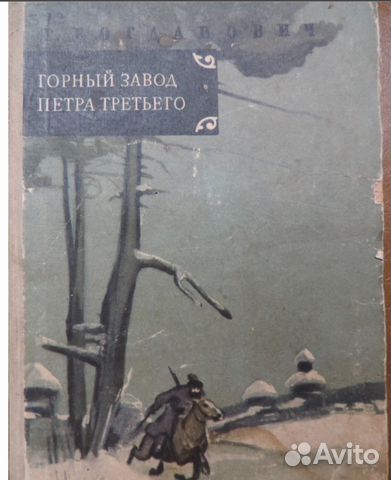 Т БОГДАНОВИЧ
ГОРНЫЙ ЗАВОД
ПЕТРА ТРЕТЬЕГО
Avito